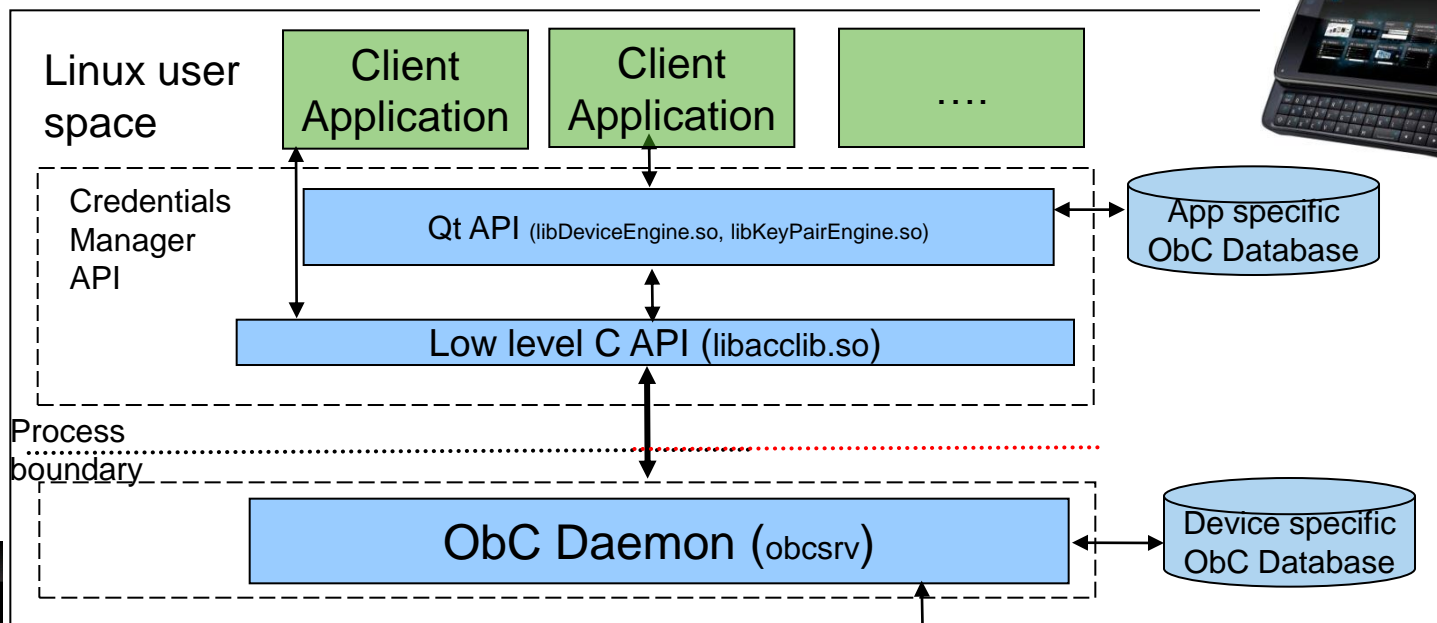 Linux user
space
Client
Application
Client
Application
....
Credentials
Manager
API
Qt API (libDeviceEngine.so, libKeyPairEngine.so)
App specific
ObC Database
Low level C API (libacclib.so)
Process
boundary
ObC Daemon (obcsrv)
Device specific
ObC Database